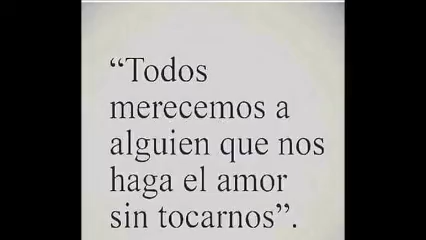 “Todos
merecemos a
alguien que nos
haga el amor
sin tocarnos”.